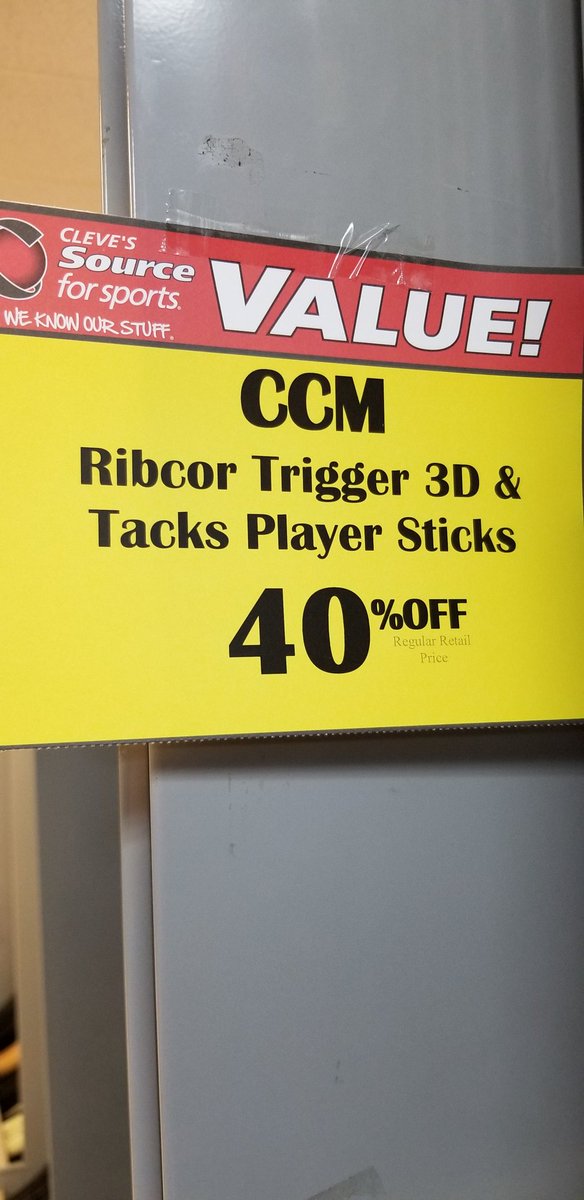 CLEVE'S
Source
for sports®
WE KNOW OUR STUFF®
VALUE!
CCM
Ribcor Trigger 3D &
Tacks Player Sticks
40%OFF
Regular Retail
Price